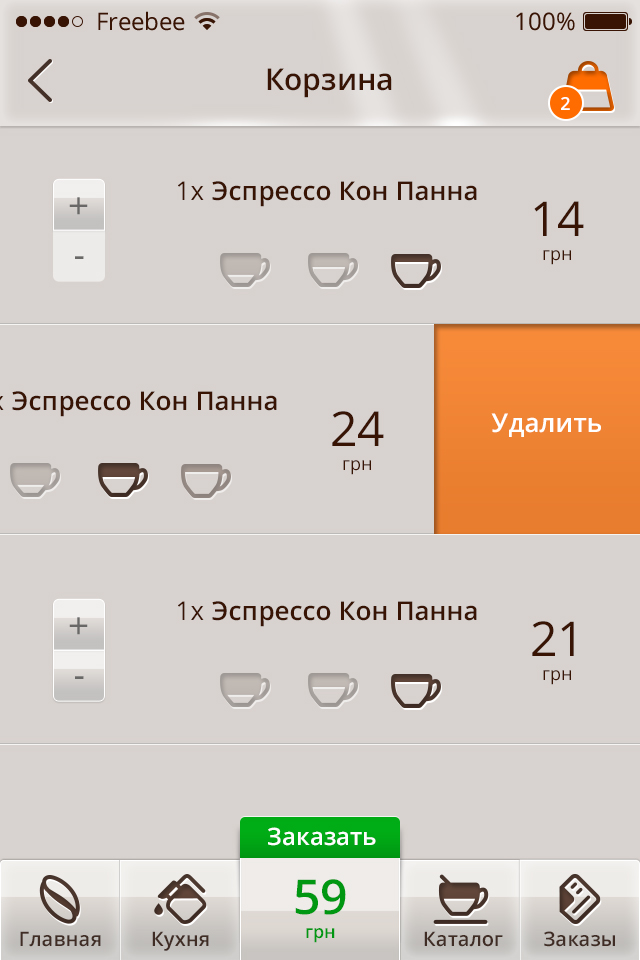 Freebee 100%
Корзина
2
+
1x Эспрессо Кон Панна
14
грн
-
x Эспрессо Кон Панна
24
грн
Удалить
+
1x Эспрессо Кон Панна
21
грн
-
Заказать
59
грн
Главная
Кухня
Каталог
Заказы